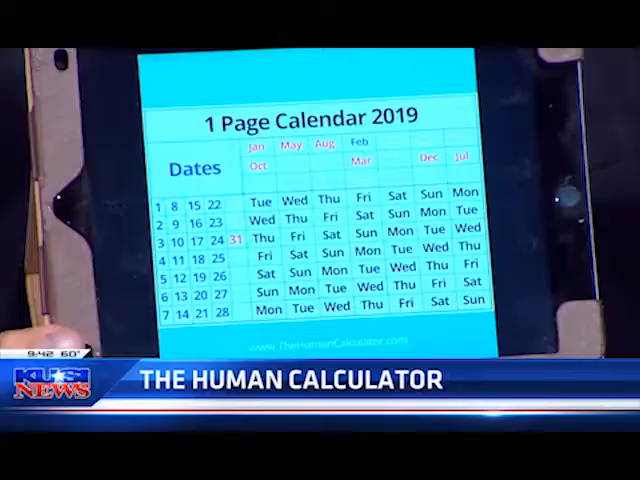 1 Page Calendar 2019
Jan May Aug Feb
Oct Mar Dec Jul
Dates
1 8 15 22 Tue Wed Thu Fri Sat Sun Mon
2 9 16 23 Wed Thu Fri Sat Sun Mon Tue
3 10 17 24 31 Thu Fri Sat Sun Mon Tue Wed
4 11 18 25 Fri Sat Sun Mon Tue Wed Thu
5 12 19 26 Sat Sun Mon Tue Wed Thu Fri
6 13 20 27 Sun Mon Tue Wed Thu Fri Sat
7 14 21 28 Mon Tue Wed Thu Fri Sat Sun
www.TheHumanCalculator.com
9:42 60°
KUSI
NEWS
THE HUMAN CALCULATOR